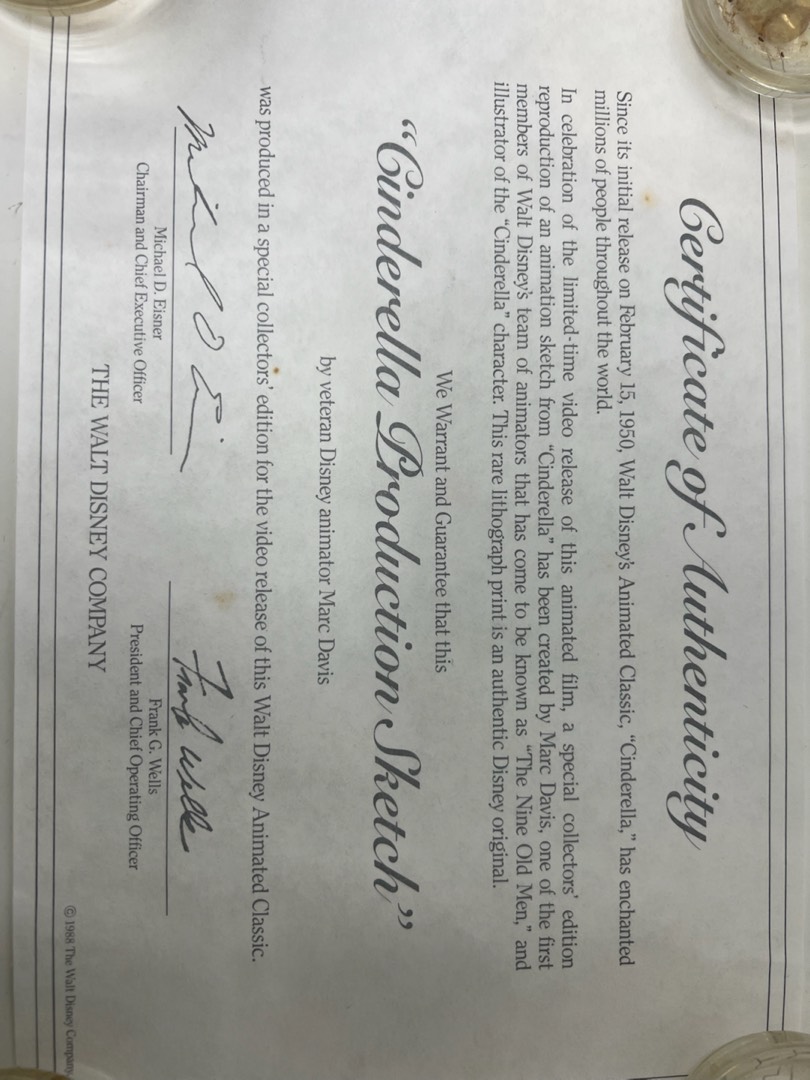 Certificate of Authenticity
Since its initial release on February 15, 1950, Walt Disney's Animated Classic, "Cinderella," has enchanted
millions of people throughout the world.
In celebration of the limited-time video release of this animated film, a special collectors' edition
reproduction of an animation sketch from "Cinderella" has been created by Marc Davis, one of the first
members of Walt Disney's team of animators that has come to be known as "The Nine Old Men," and
illustrator of the "Cinderella" character. This rare lithograph print is an authentic Disney original.
We Warrant and Guarantee that this
"Cinderella Production Sketch"
by veteran Disney animator Marc Davis
was produced in a special collectors' edition for the video release of this Walt Disney Animated Classic.
Michael D. Eisner
Chairman and Chief Executive Officer
Frank Wells
Frank G. Wells
President and Chief Operating Officer
THE WALT DISNEY COMPANY
© 1988 The Walt Disney Company